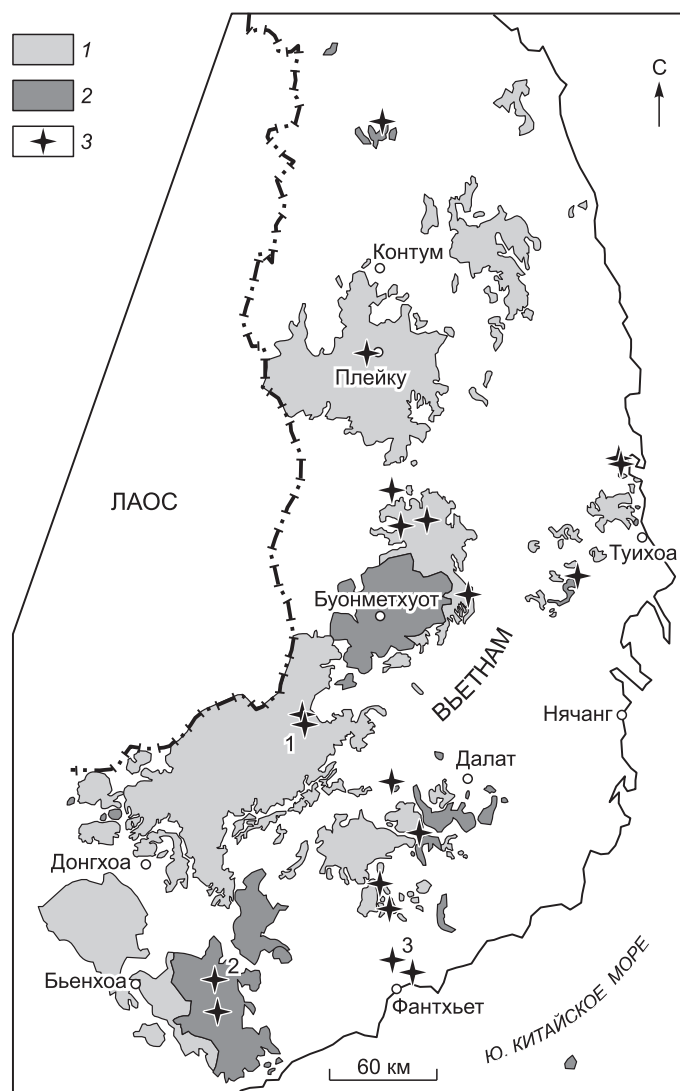 1
2
3
С
Контум
Плейку
ЛАОС
Туихоа
Буонметхуот
ВЬЕТНАМ
Нячанг
1
Далат
Донгхоа
3
2
Бьенхоа
Фантхьет
Ю. КИТАЙСКОЕ МОРЕ
60 км